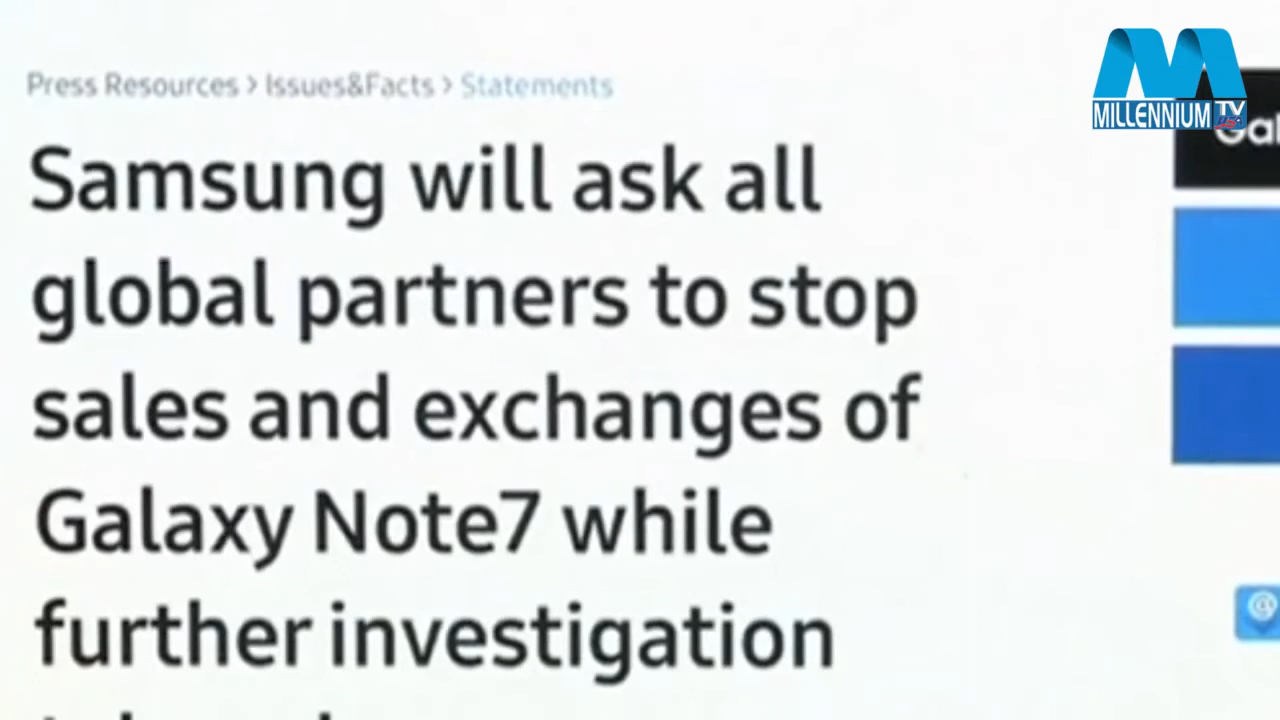 Press Resources > Issues&Facts > Statements
Samsung will ask all
global partners to stop
sales and exchanges of
Galaxy Note7 while
further investigation
MILLENNIUM TV
Gal